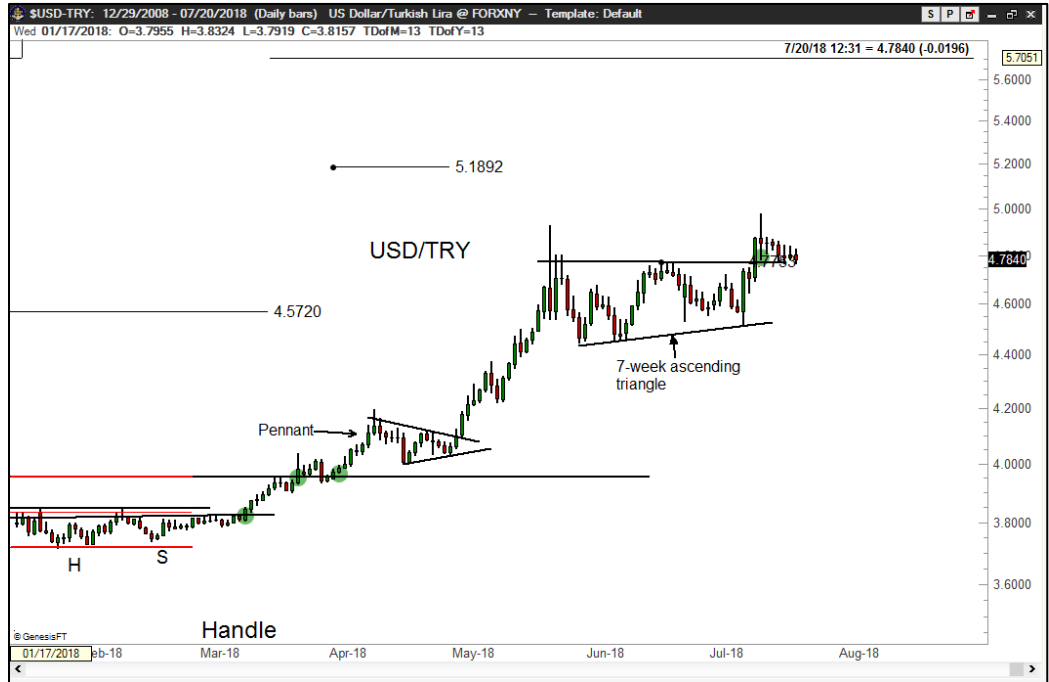 $USD-TRY: 12/29/2008 - 07/20/2018 (Daily bars) US Dollar/Turkish Lira @ FORXNY – Template: Default
S P
Wed 01/17/2018: O=3.7955 H=3.8324 L=3.7919 C=3.8157 TDofM=13 TDofY=13
7/20/18 12:31 = 4.7840 (-0.0196)
5.7051
5.6000
5.4000
5.1892
5.2000
5.0000
USD/TRY
4.7733
4.7840
4.5720
4.6000
4.4000
7-week ascending
triangle
4.2000
Pennant
4.0000
3.8000
H
S
3.6000
Handle
© GenesisFT
01/17/2018 eb-18 Mar-18 Apr-18 May-18 Jun-18 Jul-18 Aug-18